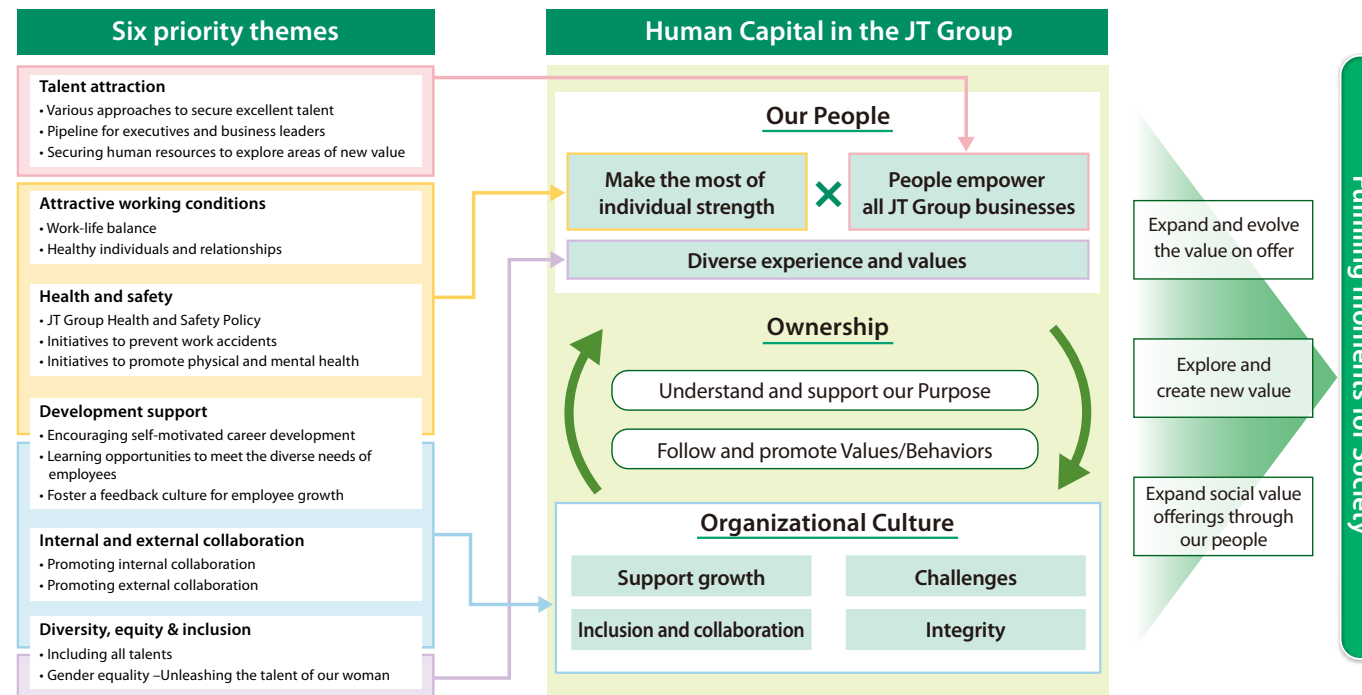 Six priority themes
Talent attraction
• Various approaches to secure excellent talent
• Pipeline for executives and business leaders
• Securing human resources to explore areas of new value
Attractive working conditions
• Work-life balance
• Healthy individuals and relationships
Health and safety
• JT Group Health and Safety Policy
• Initiatives to prevent work accidents
• Initiatives to promote physical and mental health
Development support
• Encouraging self-motivated career development
• Learning opportunities to meet the diverse needs of
employees
• Foster a feedback culture for employee growth
Internal and external collaboration
• Promoting internal collaboration
• Promoting external collaboration
Diversity, equity & inclusion
• Including all talents
• Gender equality –Unleashing the talent of our woman
Human Capital in the JT Group
Our People
Make the most of
individual strength
×
People empower
all JT Group businesses
Diverse experience and values
Ownership
Understand and support our Purpose
Follow and promote Values/Behaviors
Organizational Culture
Support growth
Challenges
Inclusion and collaboration
Integrity
Expand and evolve
the value on offer
Explore and
create new value
Expand social value
offerings through
our people
moments for Society